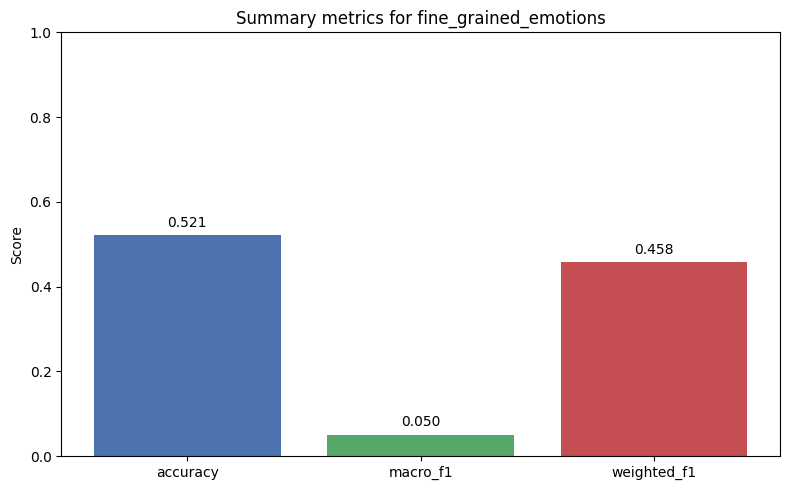 Summary metrics for fine_grained_emotions
1.0
0.8
0.6
0.4
0.2
0.0
Score
0.521
0.050
0.458
accuracy
macro_f1
weighted_f1